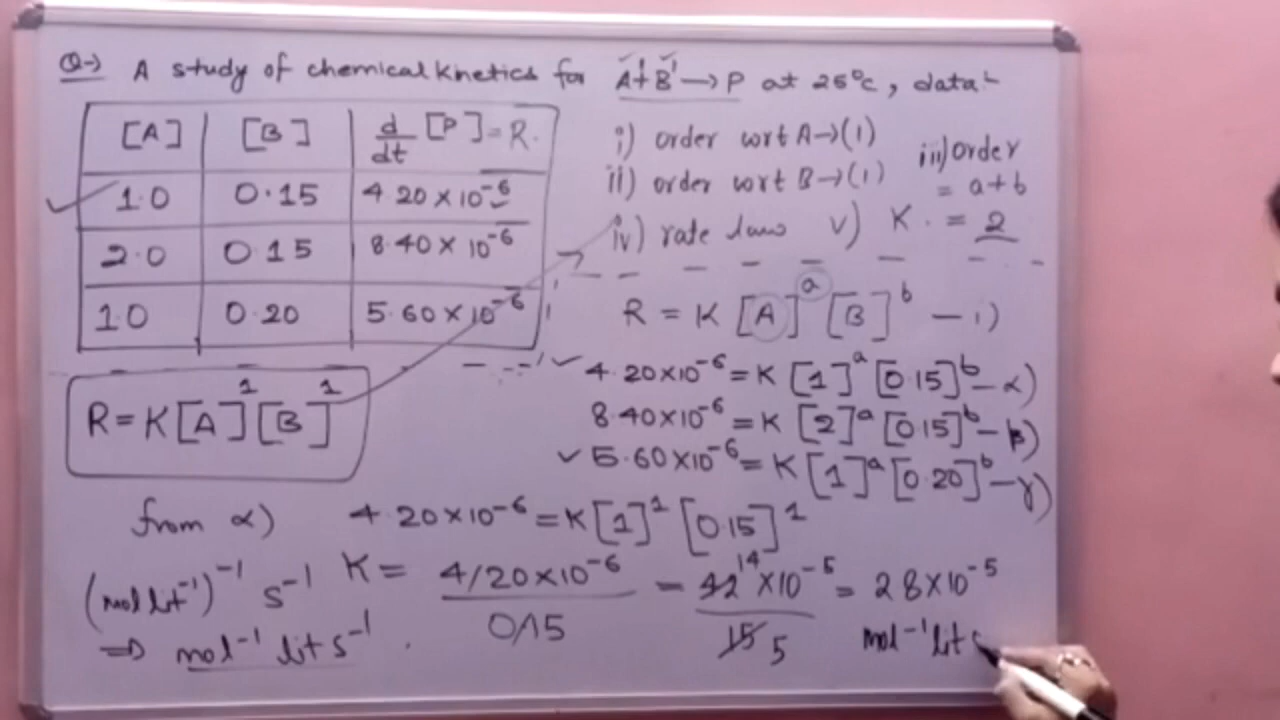 Q→) A study of chemical kinetics for A+B → P at 25°C, data:-
[A] [B] d/dt [P] = R.
1.0 0.15 4.20 × 10⁻⁶
2.0 0.15 8.40 × 10⁻⁶
1.0 0.20 5.60 × 10⁻⁶
i) order wrt A → (1)
ii) order wrt B → (1)
iii) Order = a+b = 2
iv) rate law v) K.
R = K [A]ᵃ [B]ᵇ — i)
4.20×10⁻⁶ = K [1]ᵃ [0.15]ᵇ — α)
8.40×10⁻⁶ = K [2]ᵃ [0.15]ᵇ — β)
5.60×10⁻⁶ = K [1]ᵃ [0.20]ᵇ — γ)
R = K[A]¹[B]¹
from α) 4.20×10⁻⁶ = K[1]¹ [0.15]¹
K = 4/20×10⁻⁶ / 0/15 = 42 14 ×10⁻⁵ / 15 5 = 2.8×10⁻⁵
mol⁻¹ lit s
(mol lit⁻¹)⁻¹ s⁻¹
⇒ mol⁻¹ lit s⁻¹.